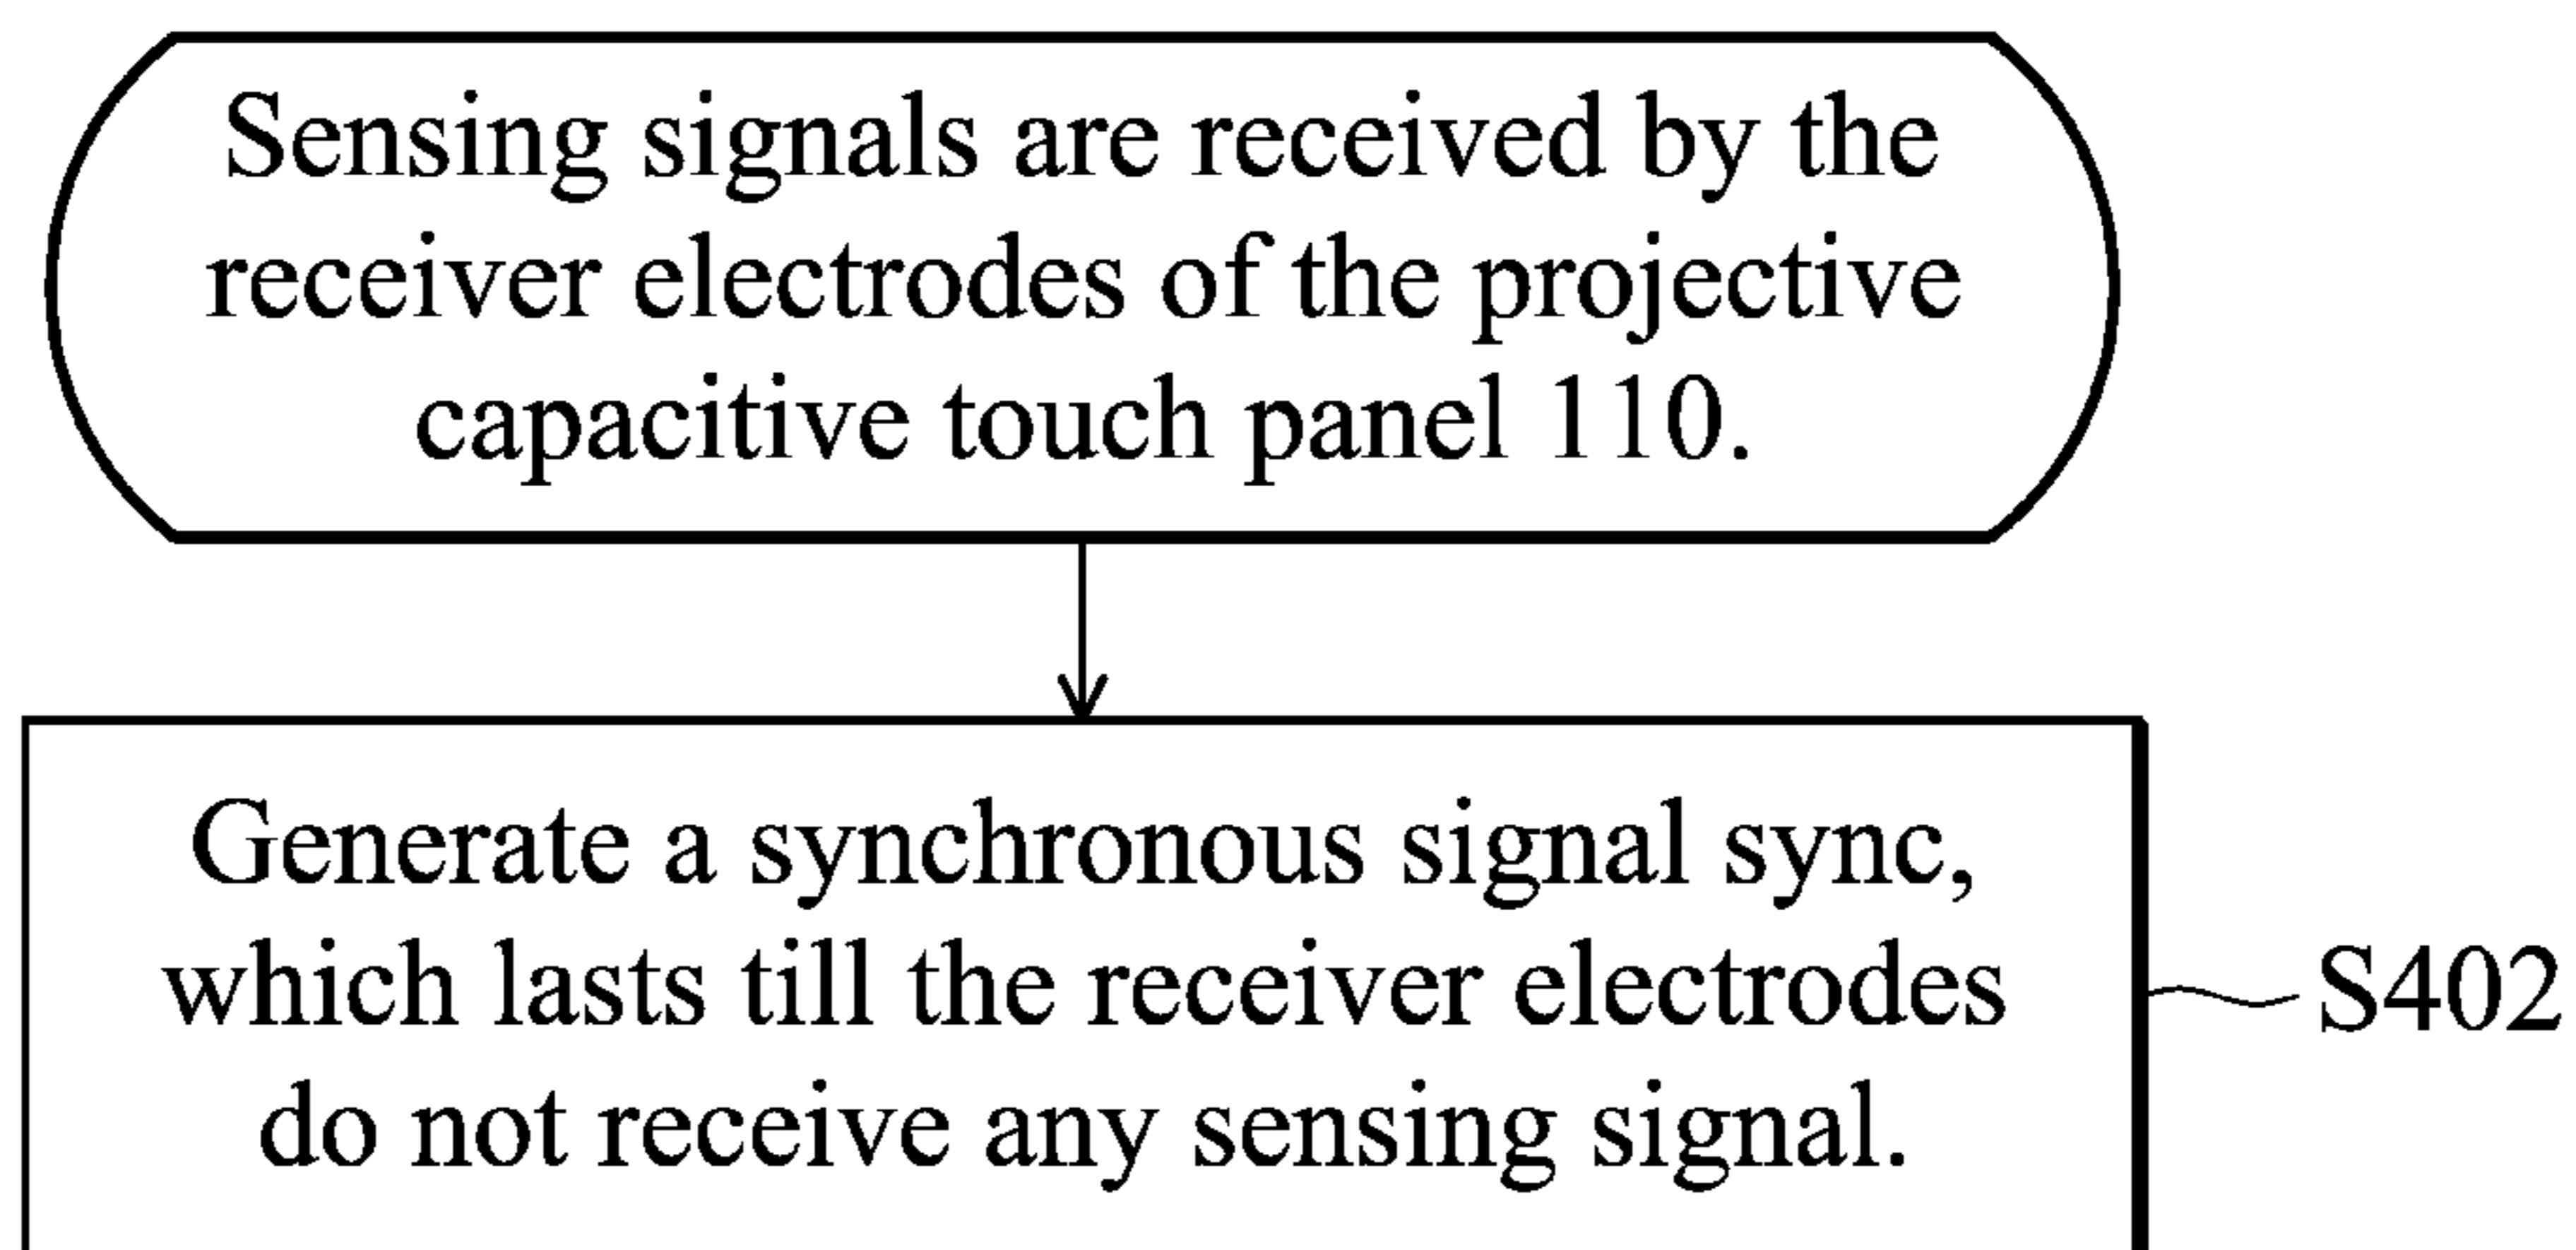 Sensing signals are received by the
receiver electrodes of the projective
capacitive touch panel 110.
Generate a synchronous signal sync,
which lasts till the receiver electrodes
do not receive any sensing signal.
S402